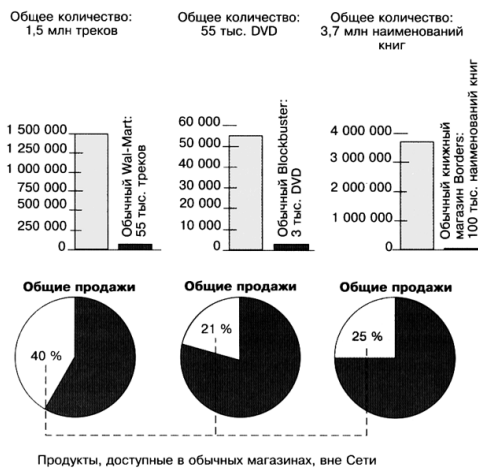 Общее количество:
1,5 млн треков
Общее количество:
55 тыс. DVD
Общее количество:
3,7 млн наименований
книг
1 500 000
1 250 000
1 000 000
750 000
500 000
250 000
0
Обычный Wal-Mart:
55 тыс. треков
60 000
50 000
40 000
30 000
20 000
10 000
0
Обычный Blockbuster:
3 тыс. DVD
4 000 000
3 000 000
2 000 000
1 000 000
0
Обычный книжный
магазин Borders:
100 тыс. наименований книг
Общие продажи
40 %
Общие продажи
21 %
Общие продажи
25 %
Продукты, доступные в обычных магазинах, вне Сети